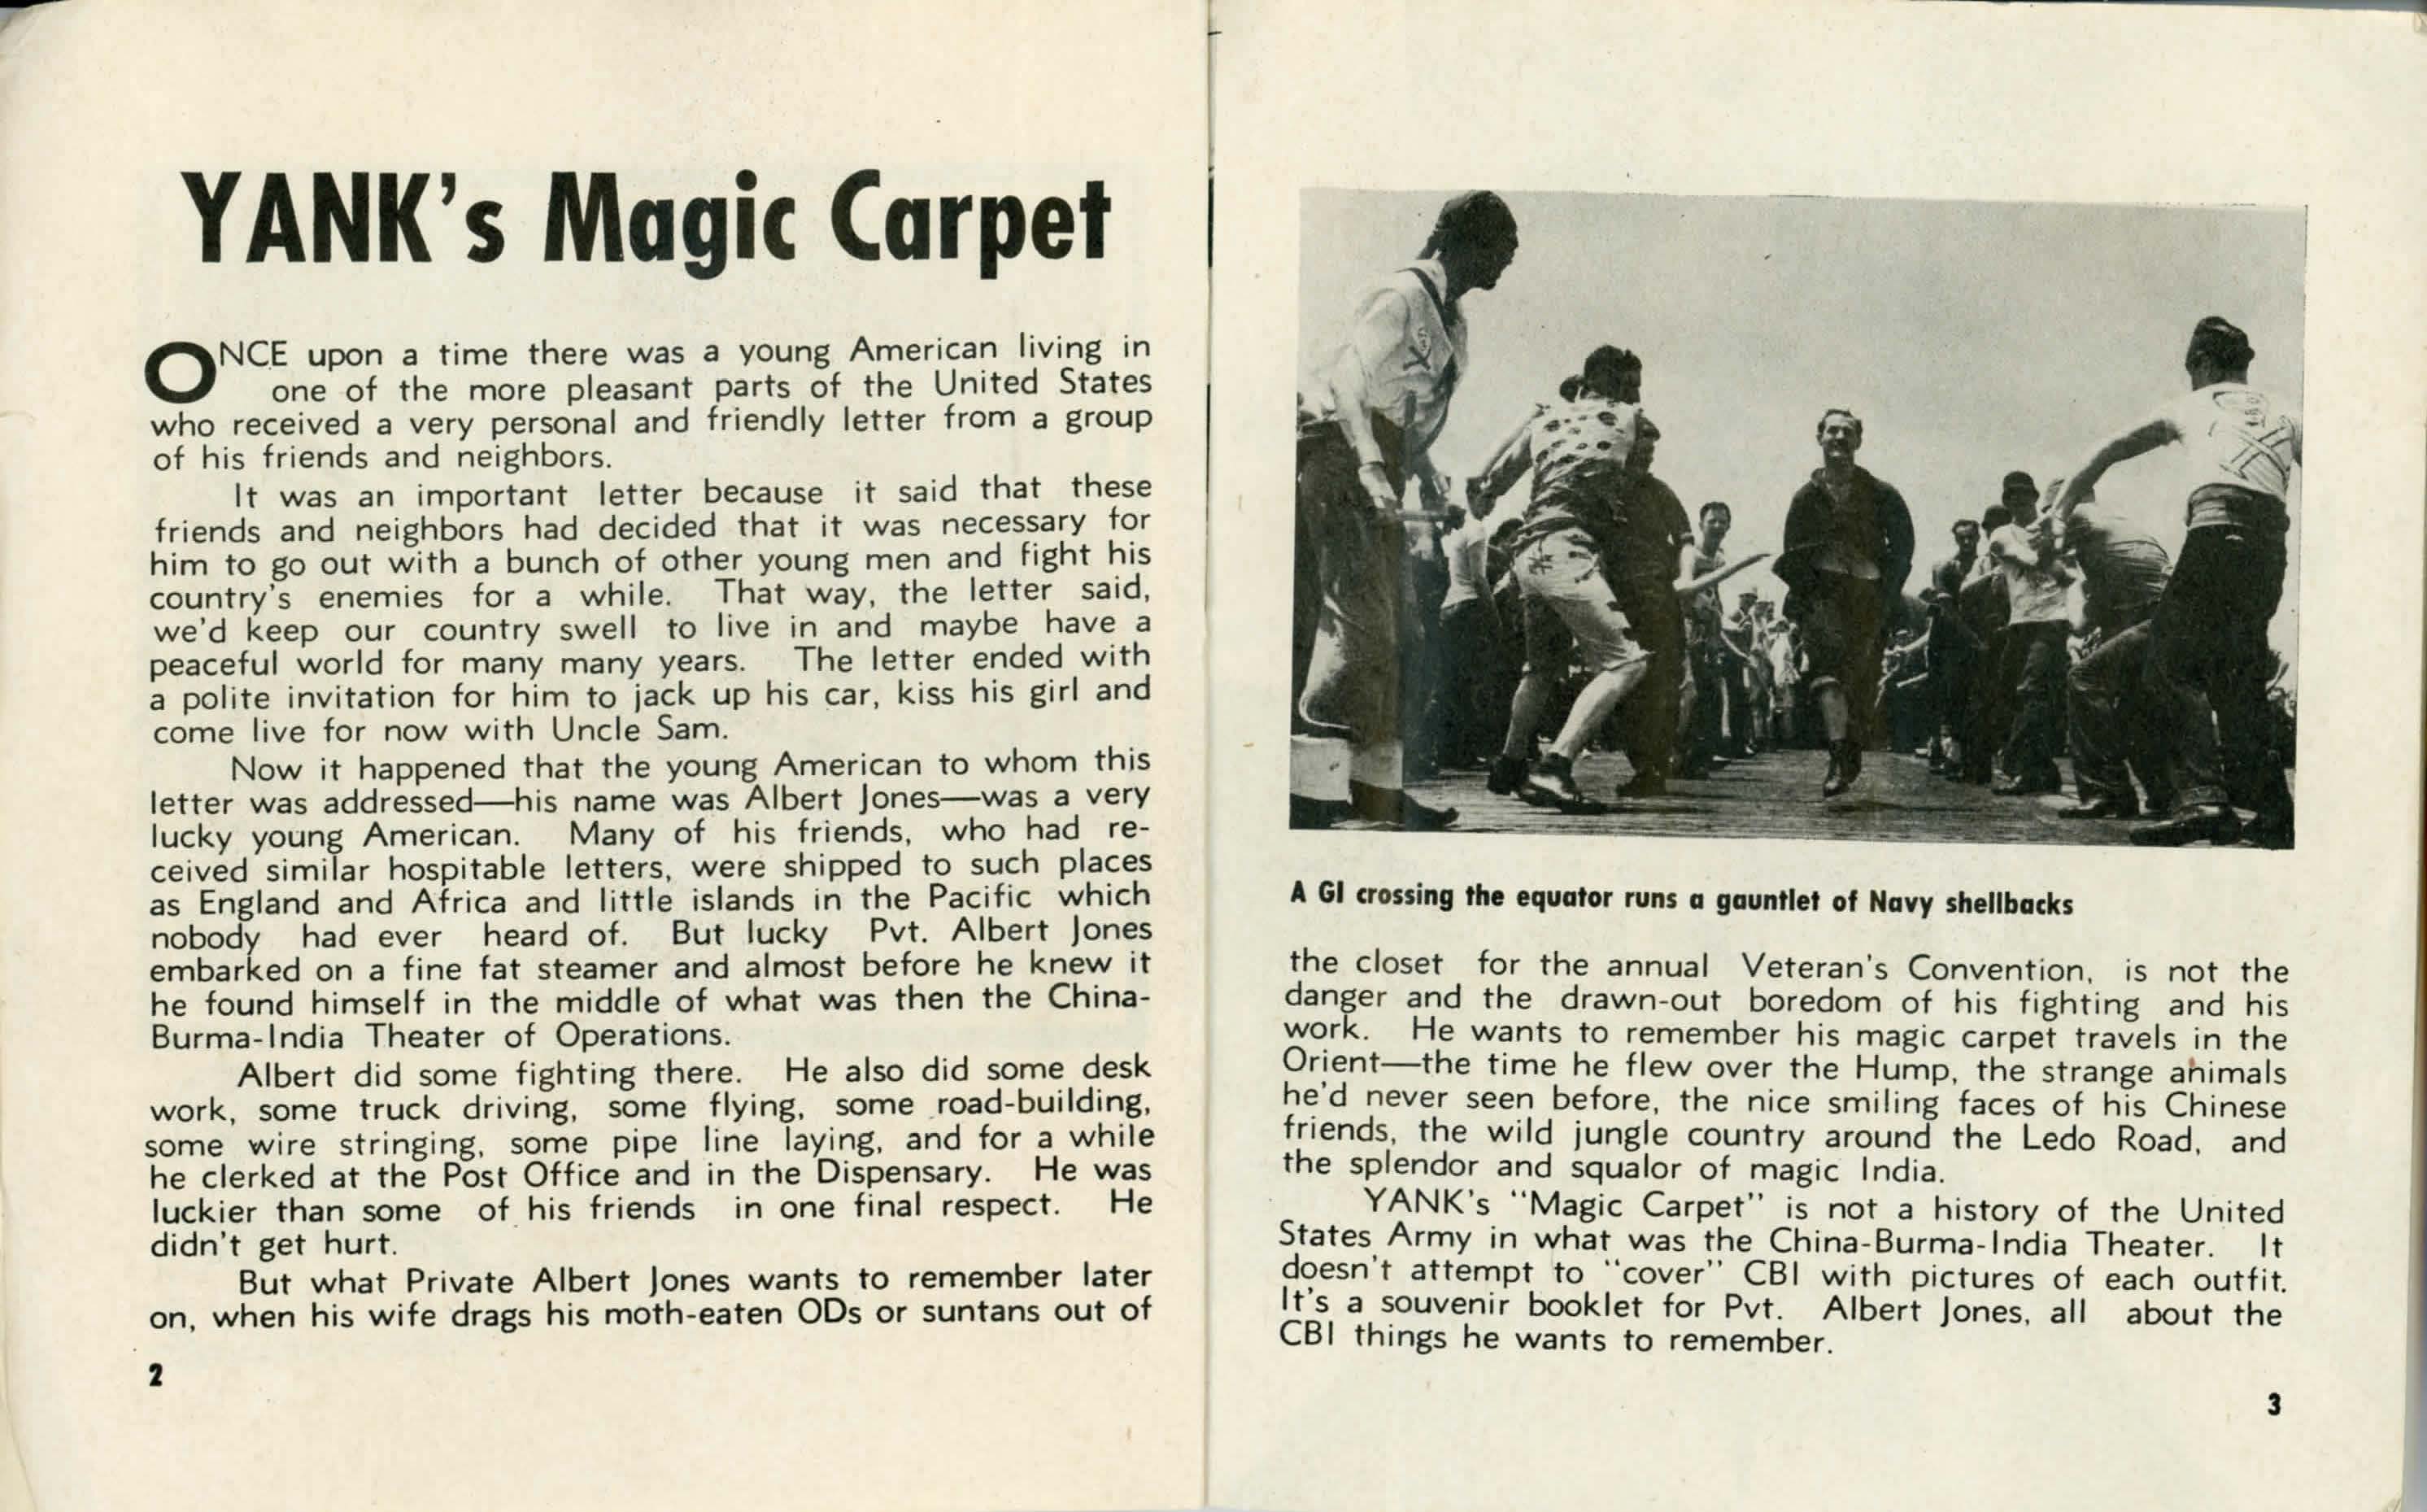 YANK's Magic Carpet
ONCE upon a time there was a young American living in
one of the more pleasant parts of the United States
who received a very personal and friendly letter from a group
of his friends and neighbors.
It was an important letter because it said that these
friends and neighbors had decided that it was necessary for
him to go out with a bunch of other young men and fight his
country's enemies for a while. That way, the letter said,
we'd keep our country swell to live in and maybe have a
peaceful world for many many years. The letter ended with
a polite invitation for him to jack up his car, kiss his girl and
come live for now with Uncle Sam.
Now it happened that the young American to whom this
letter was addressed—his name was Albert Jones—was a very
lucky young American. Many of his friends, who had re-
ceived similar hospitable letters, were shipped to such places
as England and Africa and little islands in the Pacific which
nobody had ever heard of. But lucky Pvt. Albert Jones
embarked on a fine fat steamer and almost before he knew it
he found himself in the middle of what was then the China-
Burma-India Theater of Operations.
Albert did some fighting there. He also did some desk
work, some truck driving, some flying, some road-building,
some wire stringing, some pipe line laying, and for a while
he clerked at the Post Office and in the Dispensary. He was
luckier than some of his friends in one final respect. He
didn't get hurt.
But what Private Albert Jones wants to remember later
on, when his wife drags his moth-eaten ODs or suntans out of
2
A GI crossing the equator runs a gauntlet of Navy shellbacks
the closet for the annual Veteran's Convention, is not the
danger and the drawn-out boredom of his fighting and his
work. He wants to remember his magic carpet travels in the
Orient—the time he flew over the Hump, the strange animals
he'd never seen before, the nice smiling faces of his Chinese
friends, the wild jungle country around the Ledo Road, and
the splendor and squalor of magic India.
YANK's "Magic Carpet" is not a history of the United
States Army in what was the China-Burma-India Theater. It
doesn't attempt to "cover" CBI with pictures of each outfit.
It's a souvenir booklet for Pvt. Albert Jones, all about the
CBI things he wants to remember.
3